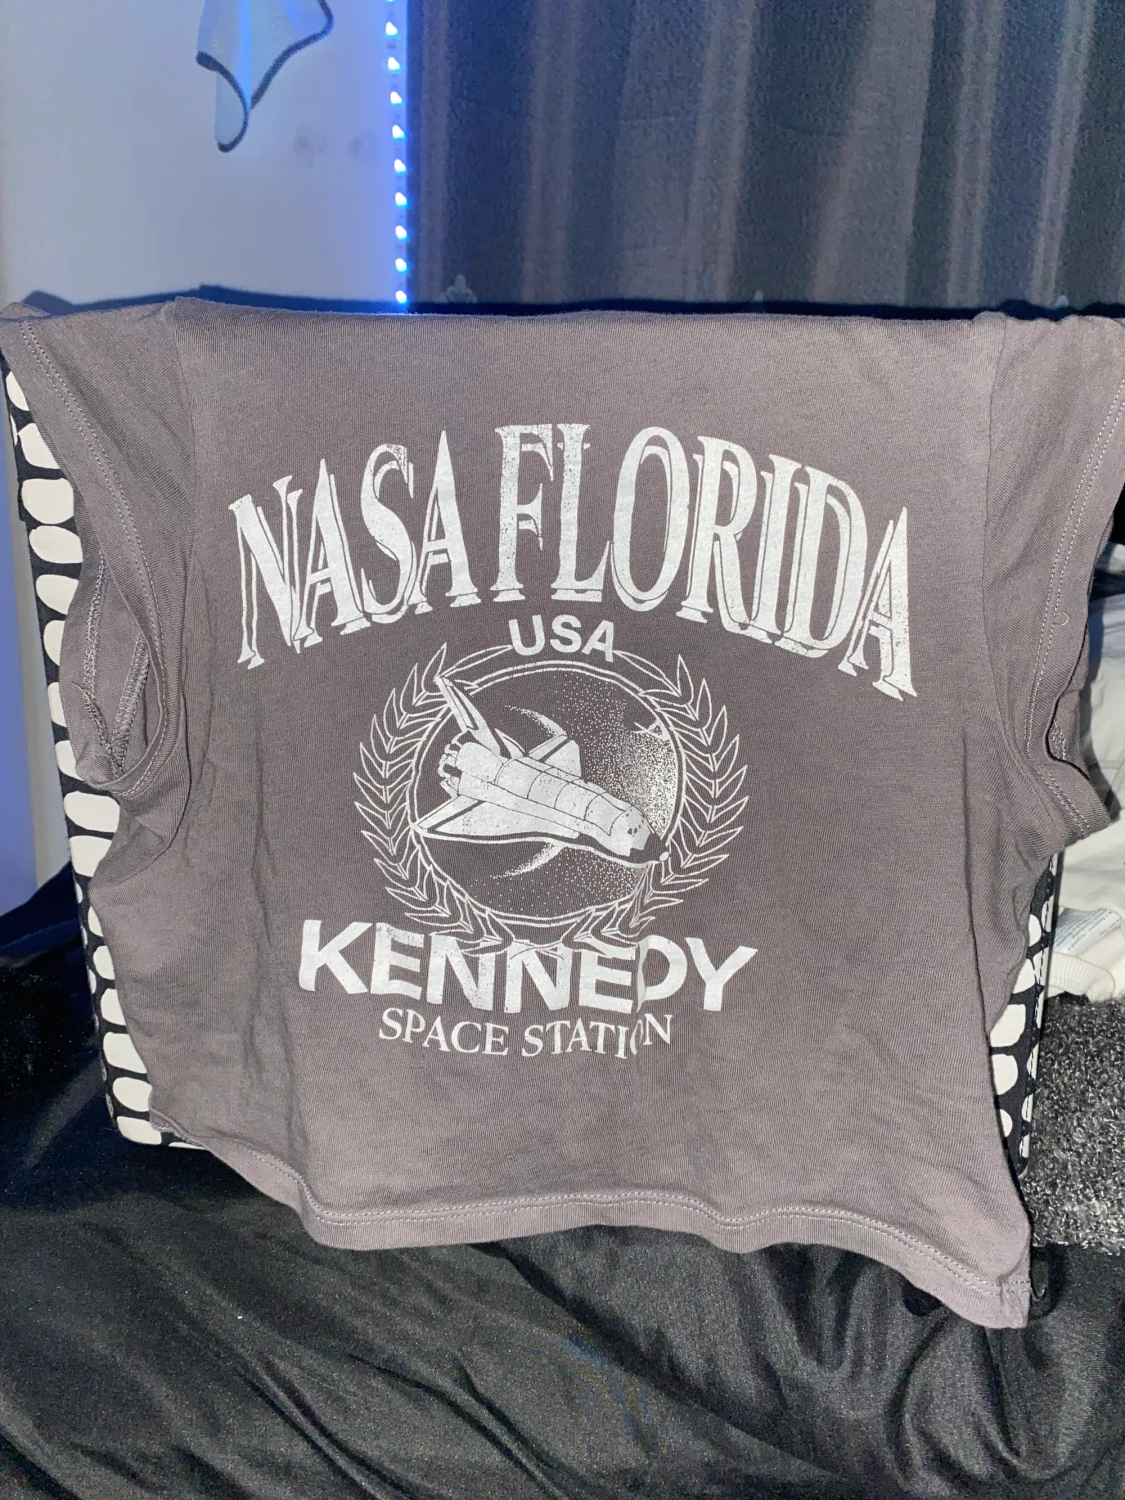 NASA FLORIDA
USA
KENNEDY
SPACE STATION